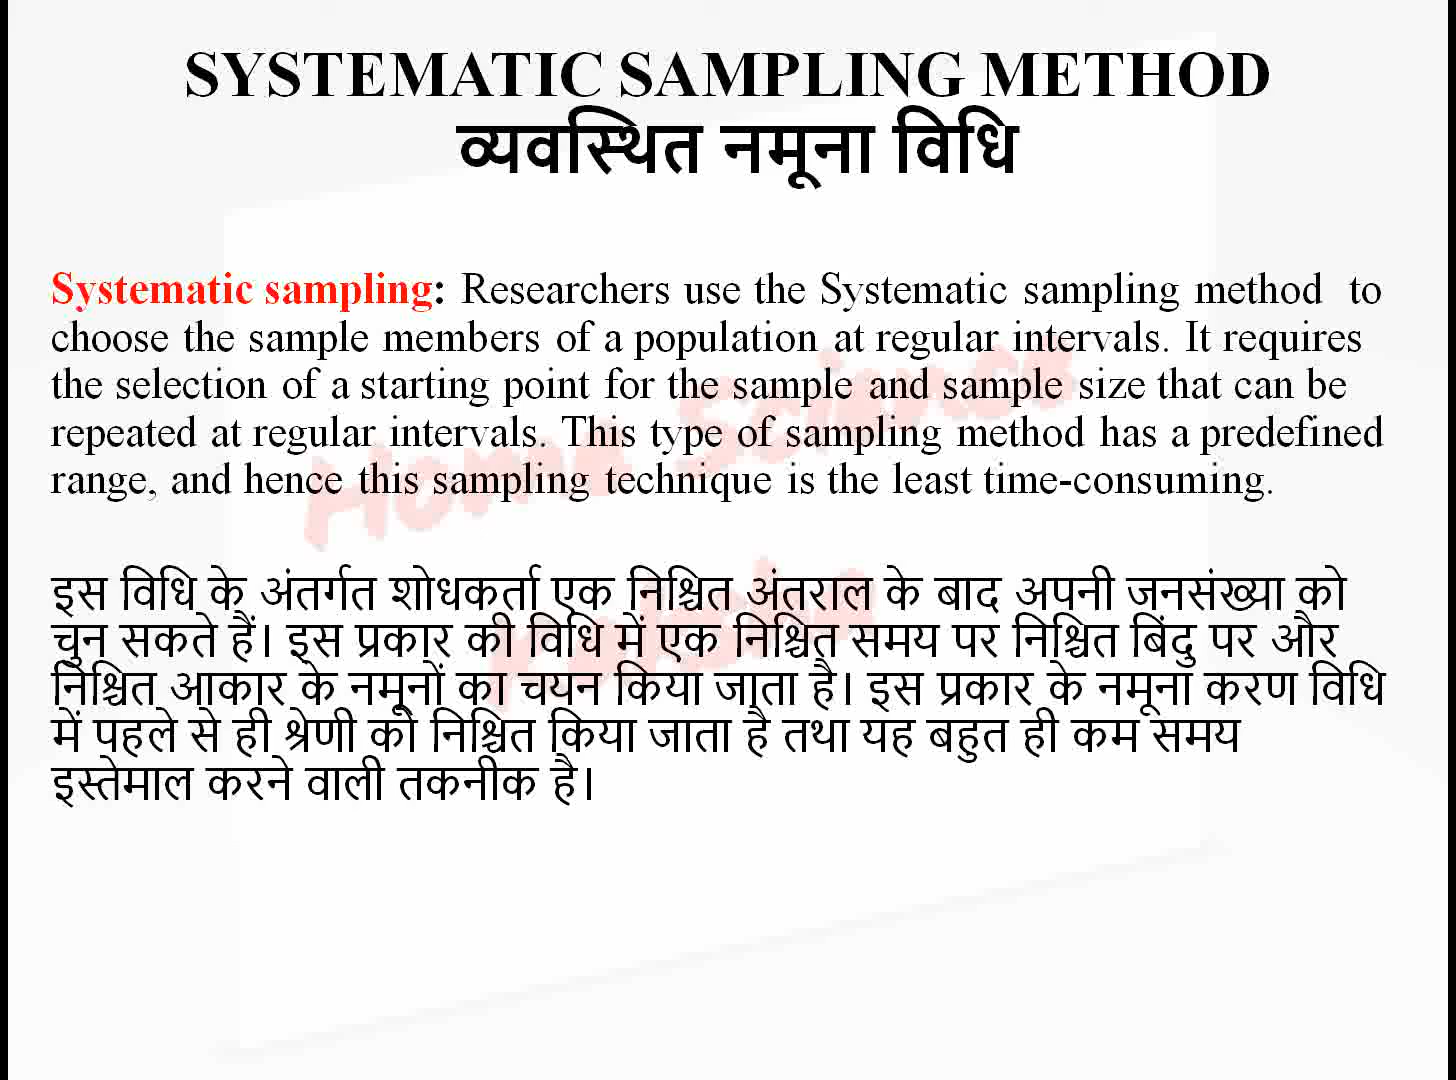 SYSTEMATIC SAMPLING METHOD
व्यवस्थित नमूना विधि
Systematic sampling: Researchers use the Systematic sampling method to
choose the sample members of a population at regular intervals. It requires
the selection of a starting point for the sample and sample size that can be
repeated at regular intervals. This type of sampling method has a predefined
range, and hence this sampling technique is the least time-consuming.
Home Science
इस विधि के अंतर्गत शोधकर्ता एक निश्चित अंतराल के बाद अपनी जनसंख्या को
चुन सकते हैं। इस प्रकार की विधि में एक निश्चित समय पर निश्चित बिंदु पर और
निश्चित आकार के नमूनों का चयन किया जाता है। इस प्रकार के नमूना करण विधि
में पहले से ही श्रेणी को निश्चित किया जाता है तथा यह बहुत ही कम समय
इस्तेमाल करने वाली तकनीक है।